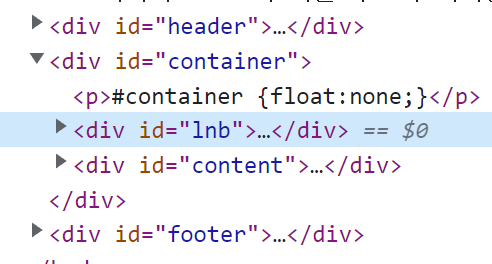 <div id="header">…</div>
<div id="container">
<p>#container {float:none;}</p>
<div id="lnb">…</div> == $0
<div id="content">…</div>
</div>
<div id="footer">…</div>